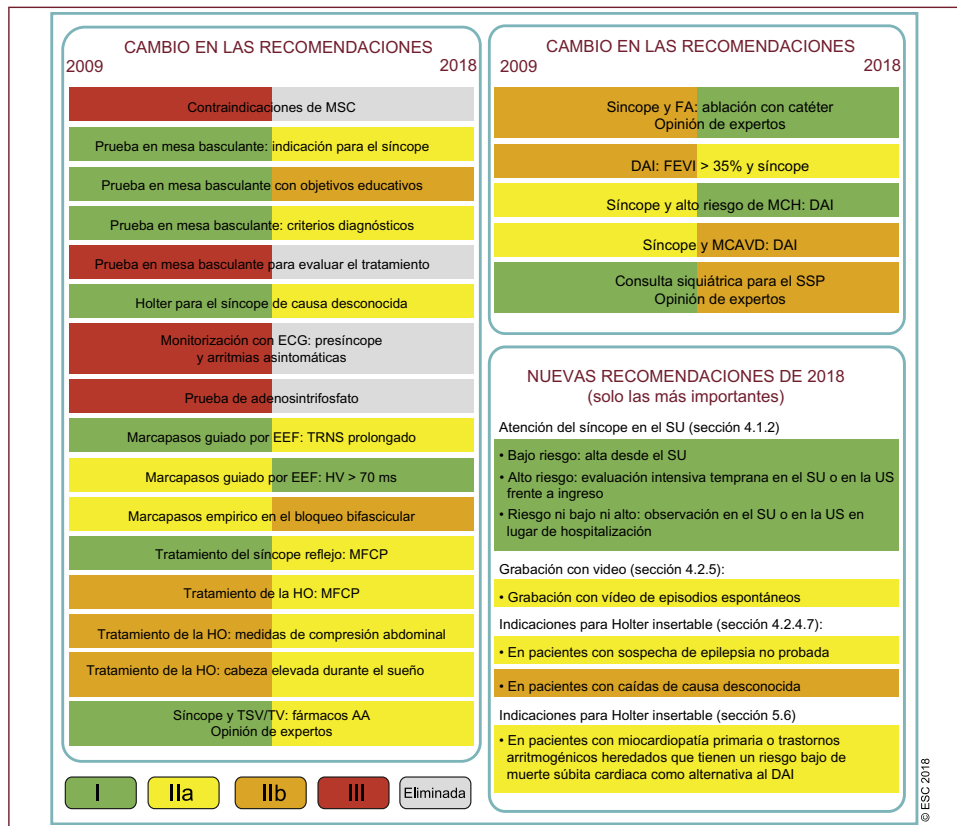 CAMBIO EN LAS RECOMENDACIONES
2009 2018
Contraindicaciones de MSC
Prueba en mesa basculante: indicación para el síncope
Prueba en mesa basculante con objetivos educativos
Prueba en mesa basculante: criterios diagnósticos
Prueba en mesa basculante para evaluar el tratamiento
Holter para el síncope de causa desconocida
Monitorización con ECG: presíncope
y arritmias asintomáticas
Prueba de adenosintrifosfato
Marcapasos guiado por EEF: TRNS prolongado
Marcapasos guiado por EEF: HV > 70 ms
Marcapasos empirico en el bloqueo bifascicular
Tratamiento del síncope reflejo: MFCP
Tratamiento de la HO: MFCP
Tratamiento de la HO: medidas de compresión abdominal
Tratamiento de la HO: cabeza elevada durante el sueño
Síncope y TSV/TV: fármacos AA
Opinión de expertos
I IIa IIb III Eliminada
CAMBIO EN LAS RECOMENDACIONES
2009 2018
Sincope y FA: ablación con catéter
Opinión de expertos
DAI: FEVI > 35% y síncope
Síncope y alto riesgo de MCH: DAI
Síncope y MCAVD: DAI
Consulta siquiátrica para el SSP
Opinión de expertos
NUEVAS RECOMENDACIONES DE 2018
(solo las más importantes)
Atención del síncope en el SU (sección 4.1.2)
• Bajo riesgo: alta desde el SU
• Alto riesgo: evaluación intensiva temprana en el SU o en la US
frente a ingreso
• Riesgo ni bajo ni alto: observación en el SU o en la US en
lugar de hospitalización
Grabación con video (sección 4.2.5):
• Grabación con vídeo de episodios espontáneos
Indicaciones para Holter insertable (sección 4.2.4.7):
• En pacientes con sospecha de epilepsia no probada
• En pacientes con caídas de causa desconocida
Indicaciones para Holter insertable (sección 5.6)
• En pacientes con miocardiopatía primaria o trastornos
arritmogénicos heredados que tienen un riesgo bajo de
muerte súbita cardiaca como alternativa al DAI
© ESC 2018